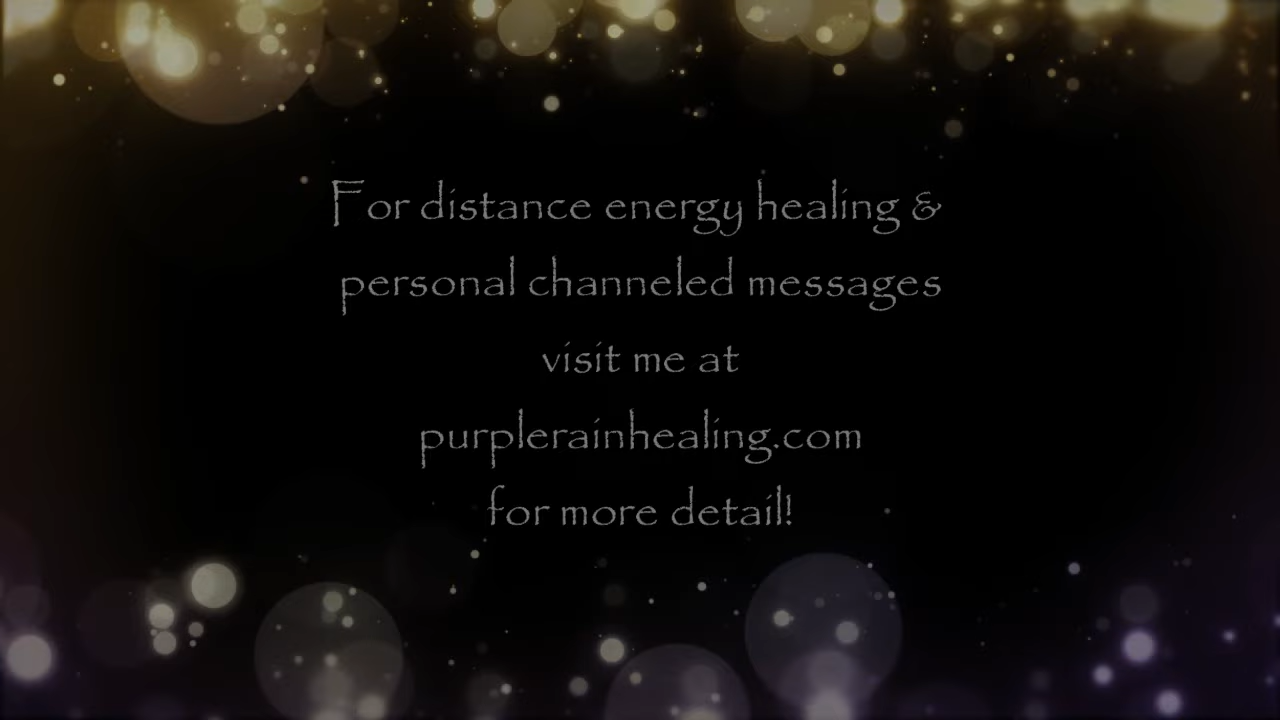 For distance energy healing &
personal channeled messages
visit me at
purplerainhealing.com
for more detail!